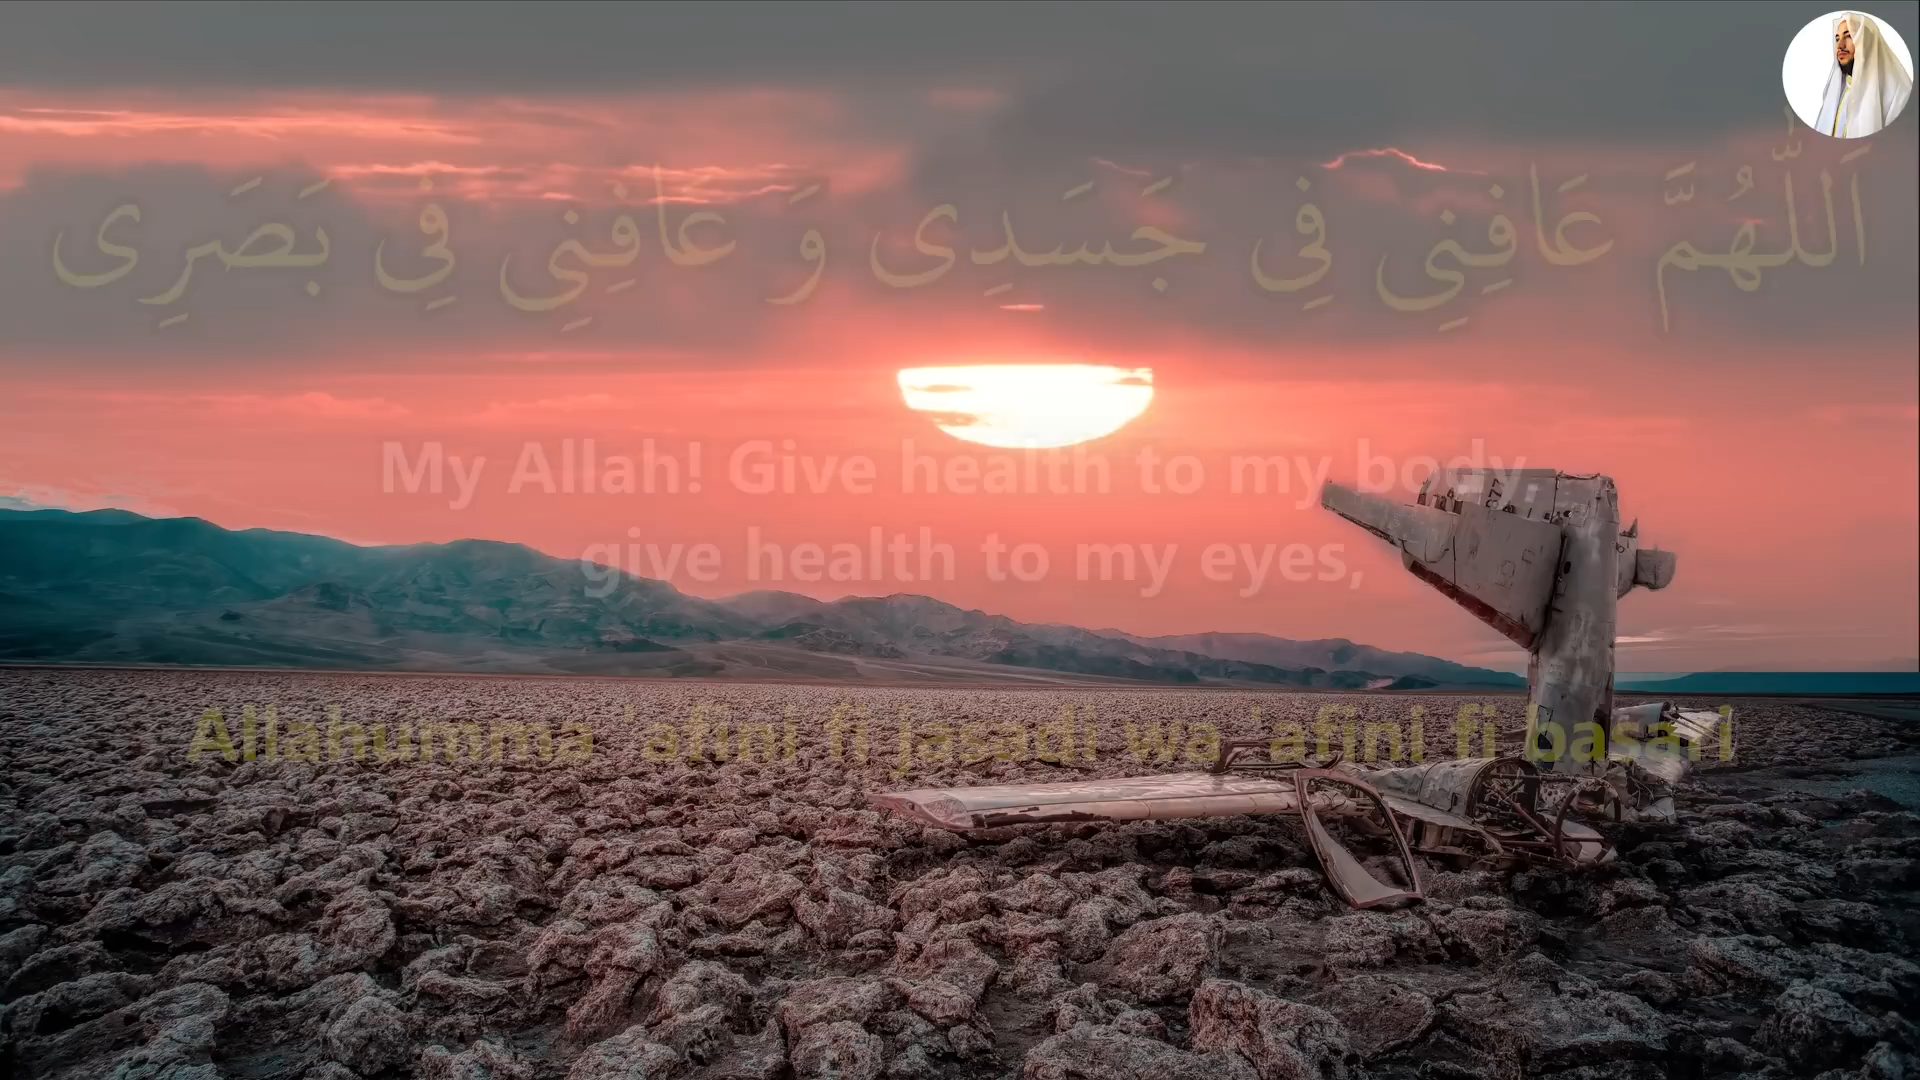 اَللّٰهُمَّ عَافِنِي فِي جَسَدِى وَ عَافِنِي فِي بَصَرِى
My Allah! Give health to my body,
give health to my eyes,
Allahumma 'afini fi jasadi wa 'afini fi basari